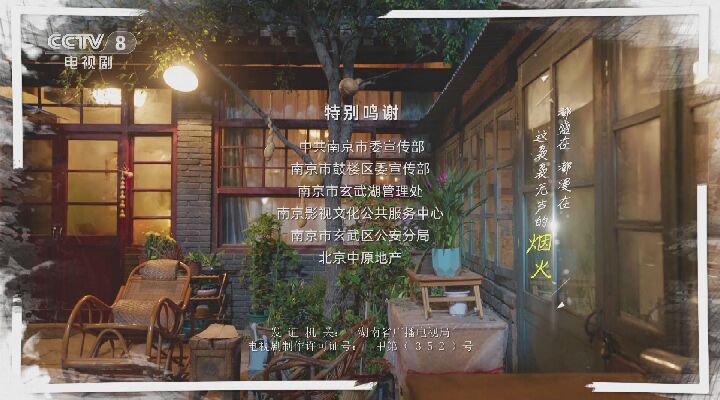 CCTV 8
电视剧
特别鸣谢
中共南京市委宣传部
南京市鼓楼区委宣传部
南京市玄武湖管理处
南京影视文化公共服务中心
南京市玄武区公安分局
北京中原地产
都盛在 都漫在
这袅袅无声的
烟火
发证机关：湖南省广播电视局
电视剧制作许可证号：甲第（352）号